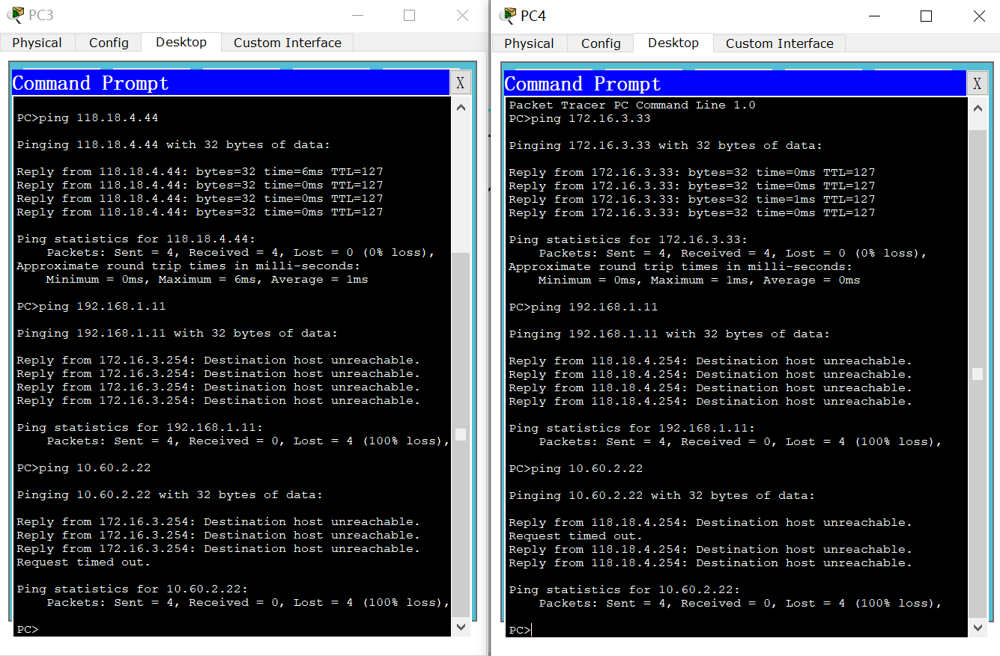 PC3
Physical Config Desktop Custom Interface
Command Prompt X
PC>ping 118.18.4.44
Pinging 118.18.4.44 with 32 bytes of data:
Reply from 118.18.4.44: bytes=32 time=6ms TTL=127
Reply from 118.18.4.44: bytes=32 time=0ms TTL=127
Reply from 118.18.4.44: bytes=32 time=0ms TTL=127
Reply from 118.18.4.44: bytes=32 time=0ms TTL=127
Ping statistics for 118.18.4.44:
Packets: Sent = 4, Received = 4, Lost = 0 (0% loss),
Approximate round trip times in milli-seconds:
Minimum = 0ms, Maximum = 6ms, Average = 1ms
PC>ping 192.168.1.11
Pinging 192.168.1.11 with 32 bytes of data:
Reply from 172.16.3.254: Destination host unreachable.
Reply from 172.16.3.254: Destination host unreachable.
Reply from 172.16.3.254: Destination host unreachable.
Reply from 172.16.3.254: Destination host unreachable.
Ping statistics for 192.168.1.11:
Packets: Sent = 4, Received = 0, Lost = 4 (100% loss),
PC>ping 10.60.2.22
Pinging 10.60.2.22 with 32 bytes of data:
Reply from 172.16.3.254: Destination host unreachable.
Reply from 172.16.3.254: Destination host unreachable.
Reply from 172.16.3.254: Destination host unreachable.
Request timed out.
Ping statistics for 10.60.2.22:
Packets: Sent = 4, Received = 0, Lost = 4 (100% loss),
PC>
PC4
Physical Config Desktop Custom Interface
Command Prompt X
Packet Tracer PC Command Line 1.0
PC>ping 172.16.3.33
Pinging 172.16.3.33 with 32 bytes of data:
Reply from 172.16.3.33: bytes=32 time=0ms TTL=127
Reply from 172.16.3.33: bytes=32 time=0ms TTL=127
Reply from 172.16.3.33: bytes=32 time=1ms TTL=127
Reply from 172.16.3.33: bytes=32 time=0ms TTL=127
Ping statistics for 172.16.3.33:
Packets: Sent = 4, Received = 4, Lost = 0 (0% loss),
Approximate round trip times in milli-seconds:
Minimum = 0ms, Maximum = 1ms, Average = 0ms
PC>ping 192.168.1.11
Pinging 192.168.1.11 with 32 bytes of data:
Reply from 118.18.4.254: Destination host unreachable.
Reply from 118.18.4.254: Destination host unreachable.
Reply from 118.18.4.254: Destination host unreachable.
Reply from 118.18.4.254: Destination host unreachable.
Ping statistics for 192.168.1.11:
Packets: Sent = 4, Received = 0, Lost = 4 (100% loss),
PC>ping 10.60.2.22
Pinging 10.60.2.22 with 32 bytes of data:
Reply from 118.18.4.254: Destination host unreachable.
Request timed out.
Reply from 118.18.4.254: Destination host unreachable.
Reply from 118.18.4.254: Destination host unreachable.
Ping statistics for 10.60.2.22:
Packets: Sent = 4, Received = 0, Lost = 4 (100% loss),
PC>